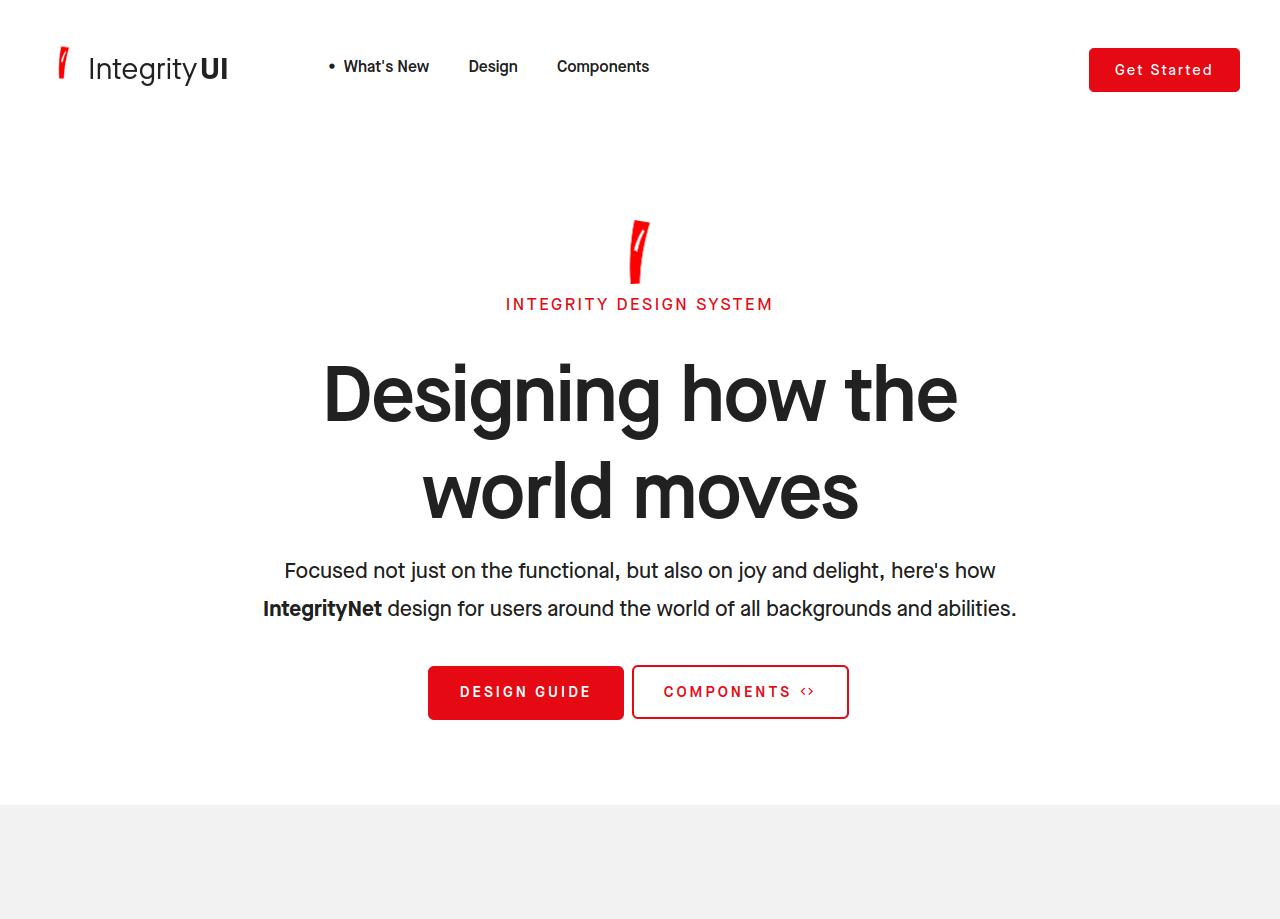 IntegrityUI
• What's New
Design
Components
Get Started
INTEGRITY DESIGN SYSTEM
Designing how the
world moves
Focused not just on the functional, but also on joy and delight, here's how
IntegrityNet design for users around the world of all backgrounds and abilities.
DESIGN GUIDE
COMPONENTS <>